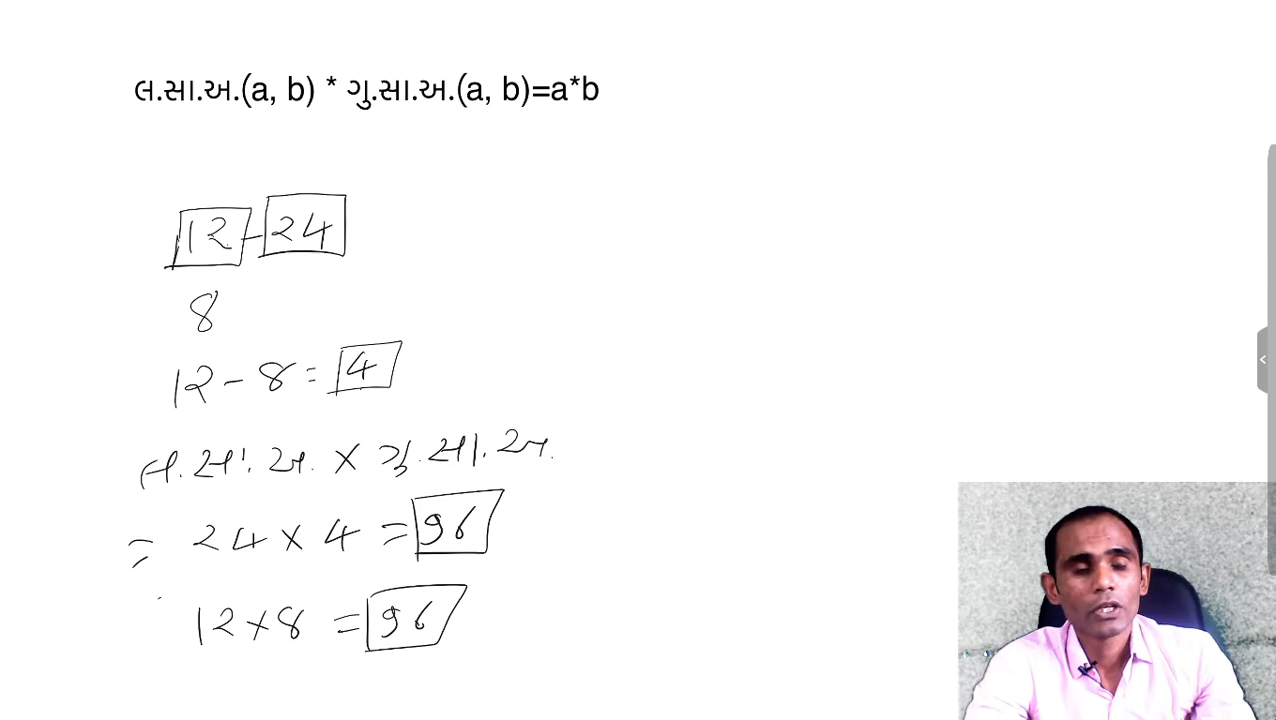 લ.સા.અ.(a, b) * ગુ.સા.અ.(a, b)=a*b
12 - 24
8
12 - 8 = 4
લ.સા.અ. × ગુ.સા.અ.
= 24 × 4 = 96
12 × 8 = 96